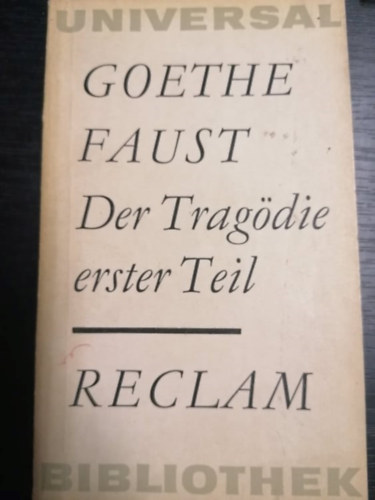 UNIVERSAL
GOETHE
FAUST
Der Tragödie
erster Teil
RECLAM
BIBLIOTHEK